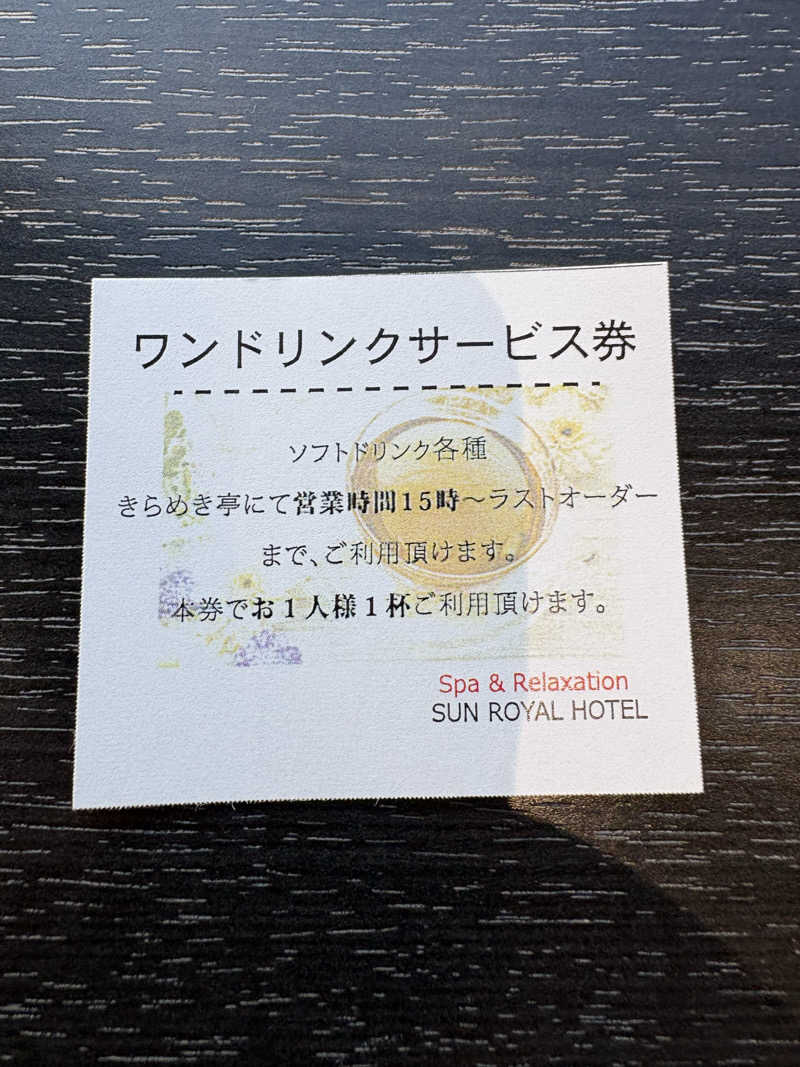 ワンドリンクサービス券
ソフトドリンク各種
きらめき亭にて営業時間15時～ラストオーダー
まで、ご利用頂けます。
本券でお1人様1杯ご利用頂けます。
Spa & Relaxation
SUN ROYAL HOTEL